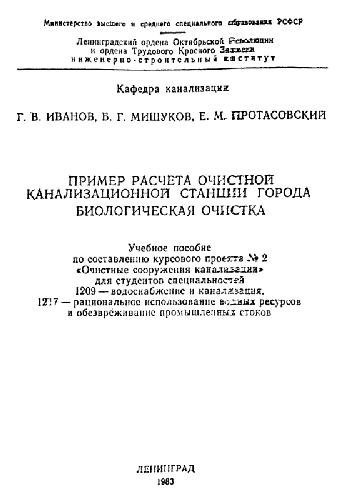 Министерство высшего и среднего специального образования РСФСР
Ленинградский ордена Октябрьской Революции
и ордена Трудового Красного Знамени
инженерно-строительный институт
Кафедра канализации
Г. В. ИВАНОВ, Б. Г. МИШУКОВ, Е. М. ПРОТАСОВСКИЙ
ПРИМЕР РАСЧЕТА ОЧИСТНОЙ
КАНАЛИЗАЦИОННОЙ СТАНЦИИ ГОРОДА
БИОЛОГИЧЕСКАЯ ОЧИСТКА
Учебное пособие
по составлению курсового проекта № 2
«Очистные сооружения канализации»
для студентов специальностей
1209 — водоснабжение и канализация,
1217 — рациональное использование водных ресурсов
и обезвреживание промышленных стоков
ЛЕНИНГРАД
1983